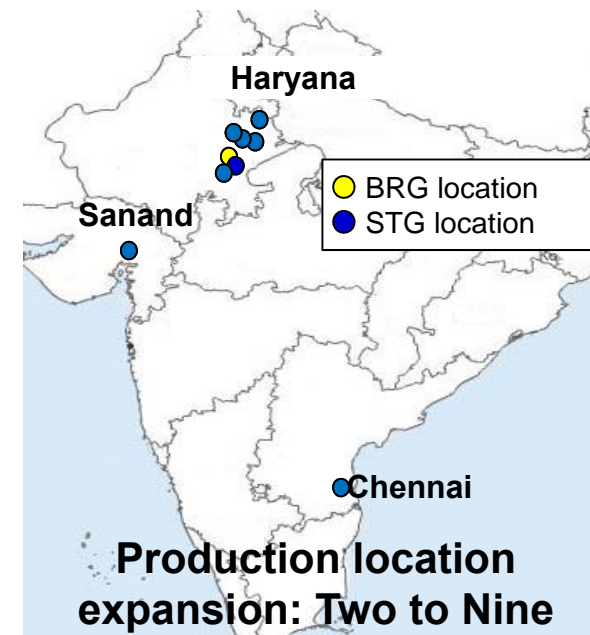 Haryana
BRG location
STG location
Sanand
Chennai
Production location
expansion: Two to Nine